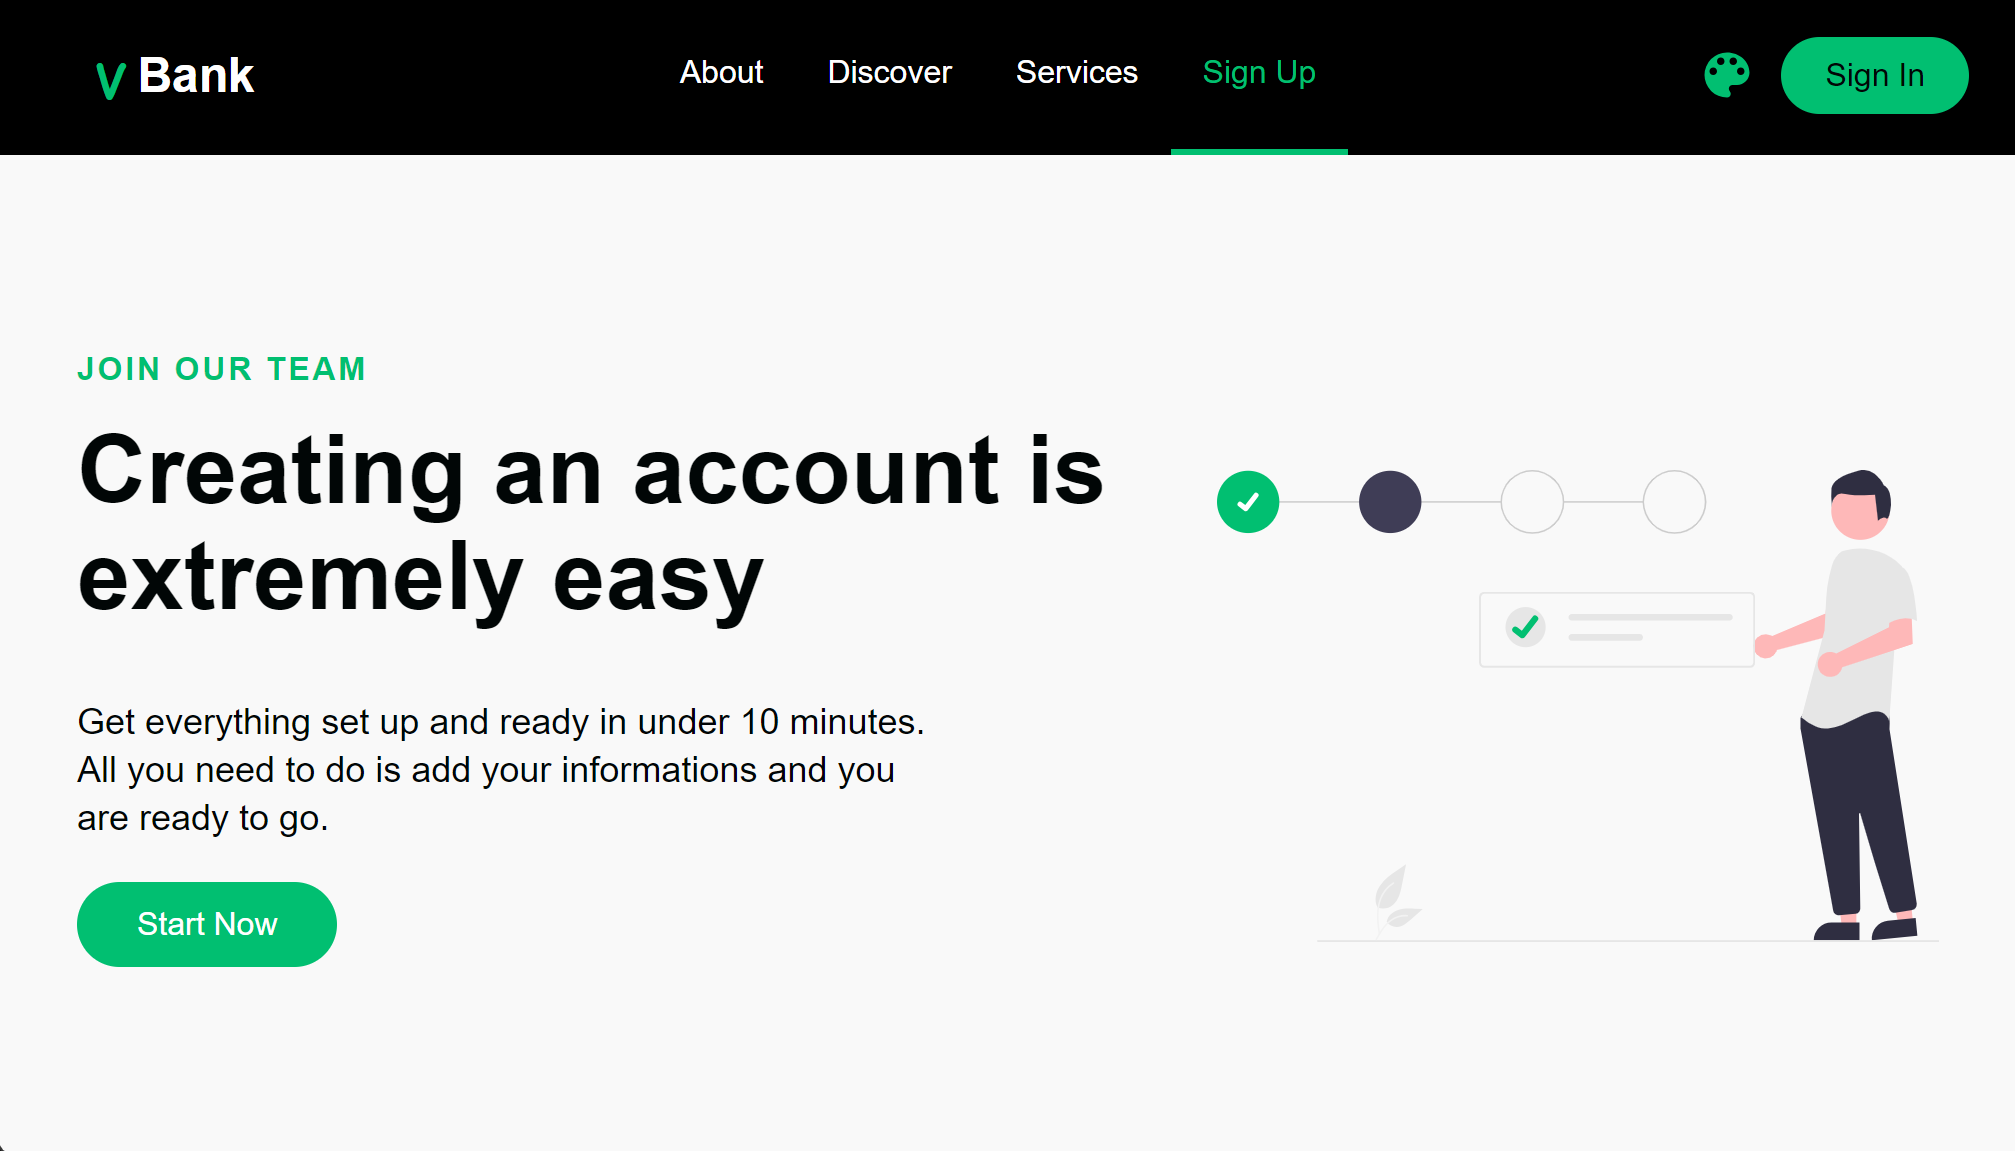 V Bank
About Discover Services Sign Up
Sign In
JOIN OUR TEAM
Creating an account is
extremely easy
Get everything set up and ready in under 10 minutes.
All you need to do is add your informations and you
are ready to go.
Start Now